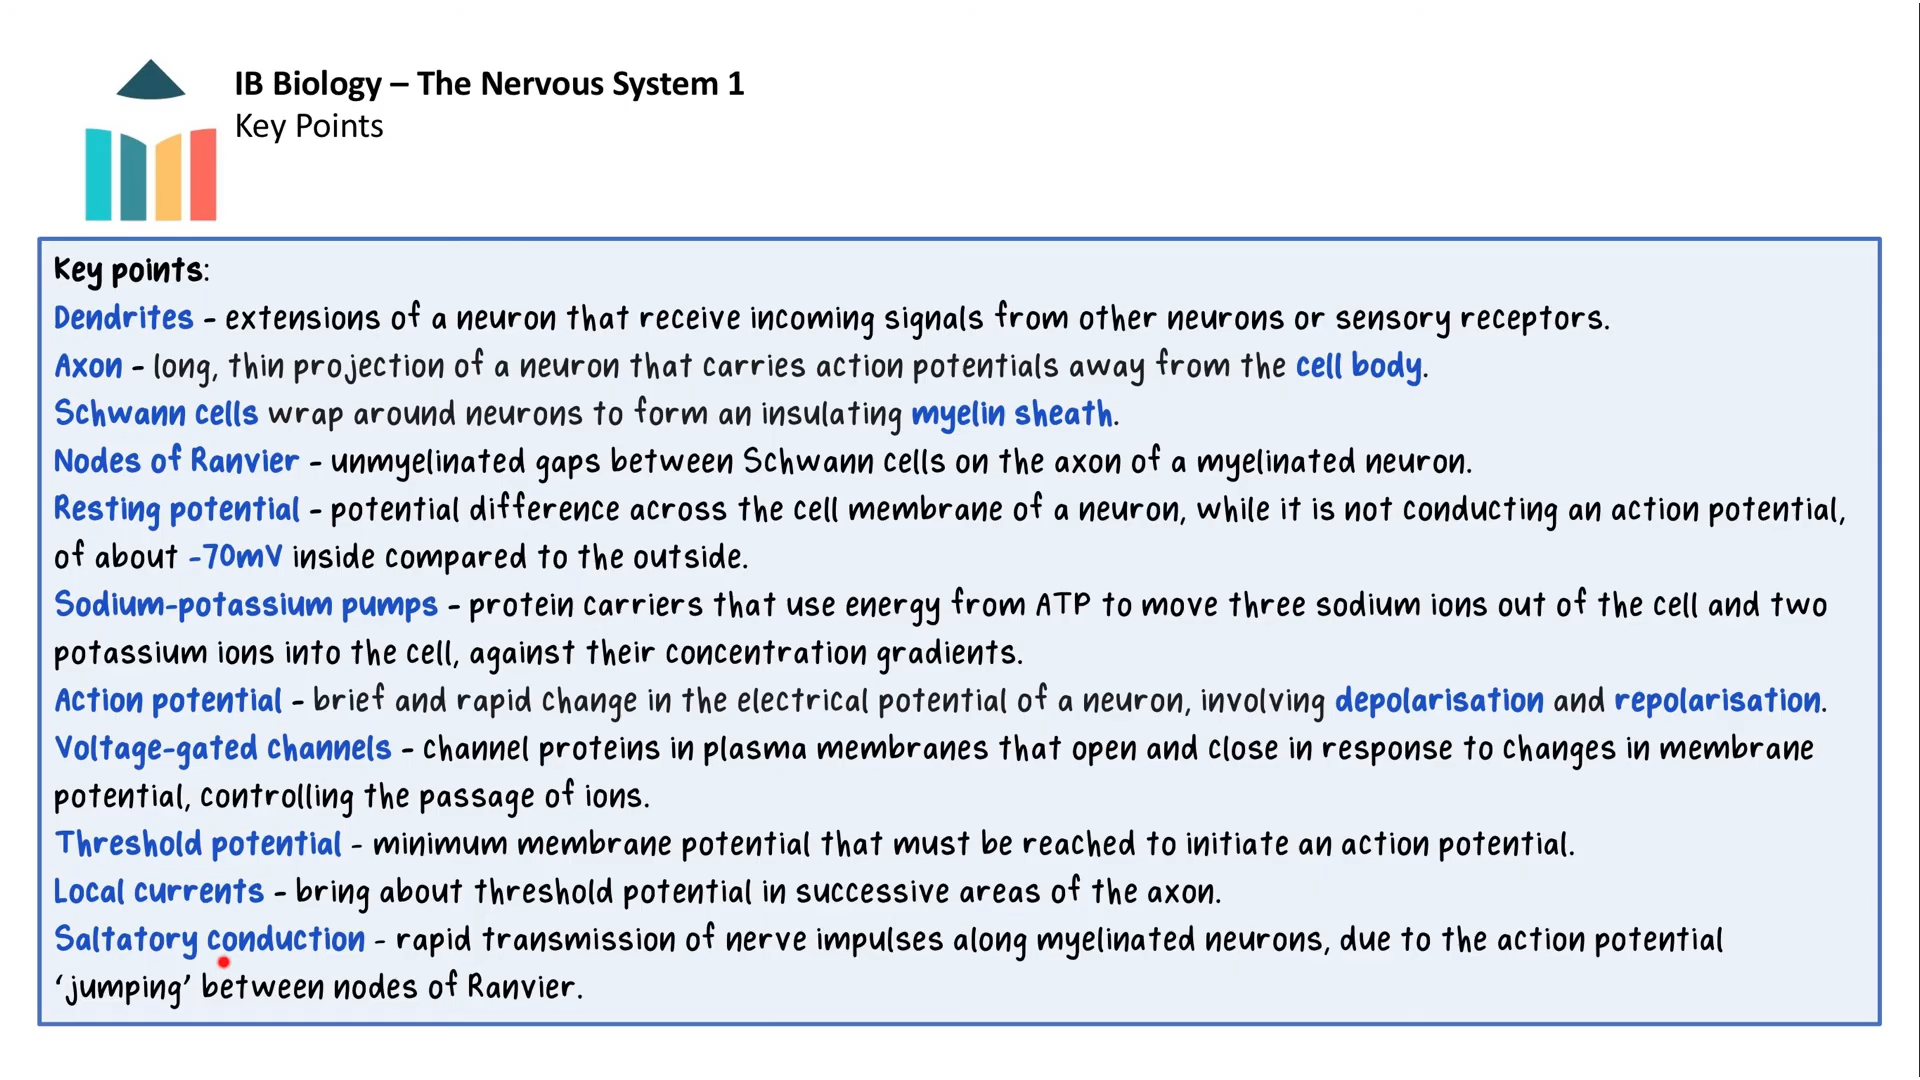 IB Biology – The Nervous System 1
Key Points
Key points:
Dendrites - extensions of a neuron that receive incoming signals from other neurons or sensory receptors.
Axon - long, thin projection of a neuron that carries action potentials away from the cell body.
Schwann cells wrap around neurons to form an insulating myelin sheath.
Nodes of Ranvier - unmyelinated gaps between Schwann cells on the axon of a myelinated neuron.
Resting potential - potential difference across the cell membrane of a neuron, while it is not conducting an action potential,
of about -70mV inside compared to the outside.
Sodium-potassium pumps - protein carriers that use energy from ATP to move three sodium ions out of the cell and two
potassium ions into the cell, against their concentration gradients.
Action potential - brief and rapid change in the electrical potential of a neuron, involving depolarisation and repolarisation.
Voltage-gated channels - channel proteins in plasma membranes that open and close in response to changes in membrane
potential, controlling the passage of ions.
Threshold potential - minimum membrane potential that must be reached to initiate an action potential.
Local currents - bring about threshold potential in successive areas of the axon.
Saltatory conduction - rapid transmission of nerve impulses along myelinated neurons, due to the action potential
‘jumping’ between nodes of Ranvier.